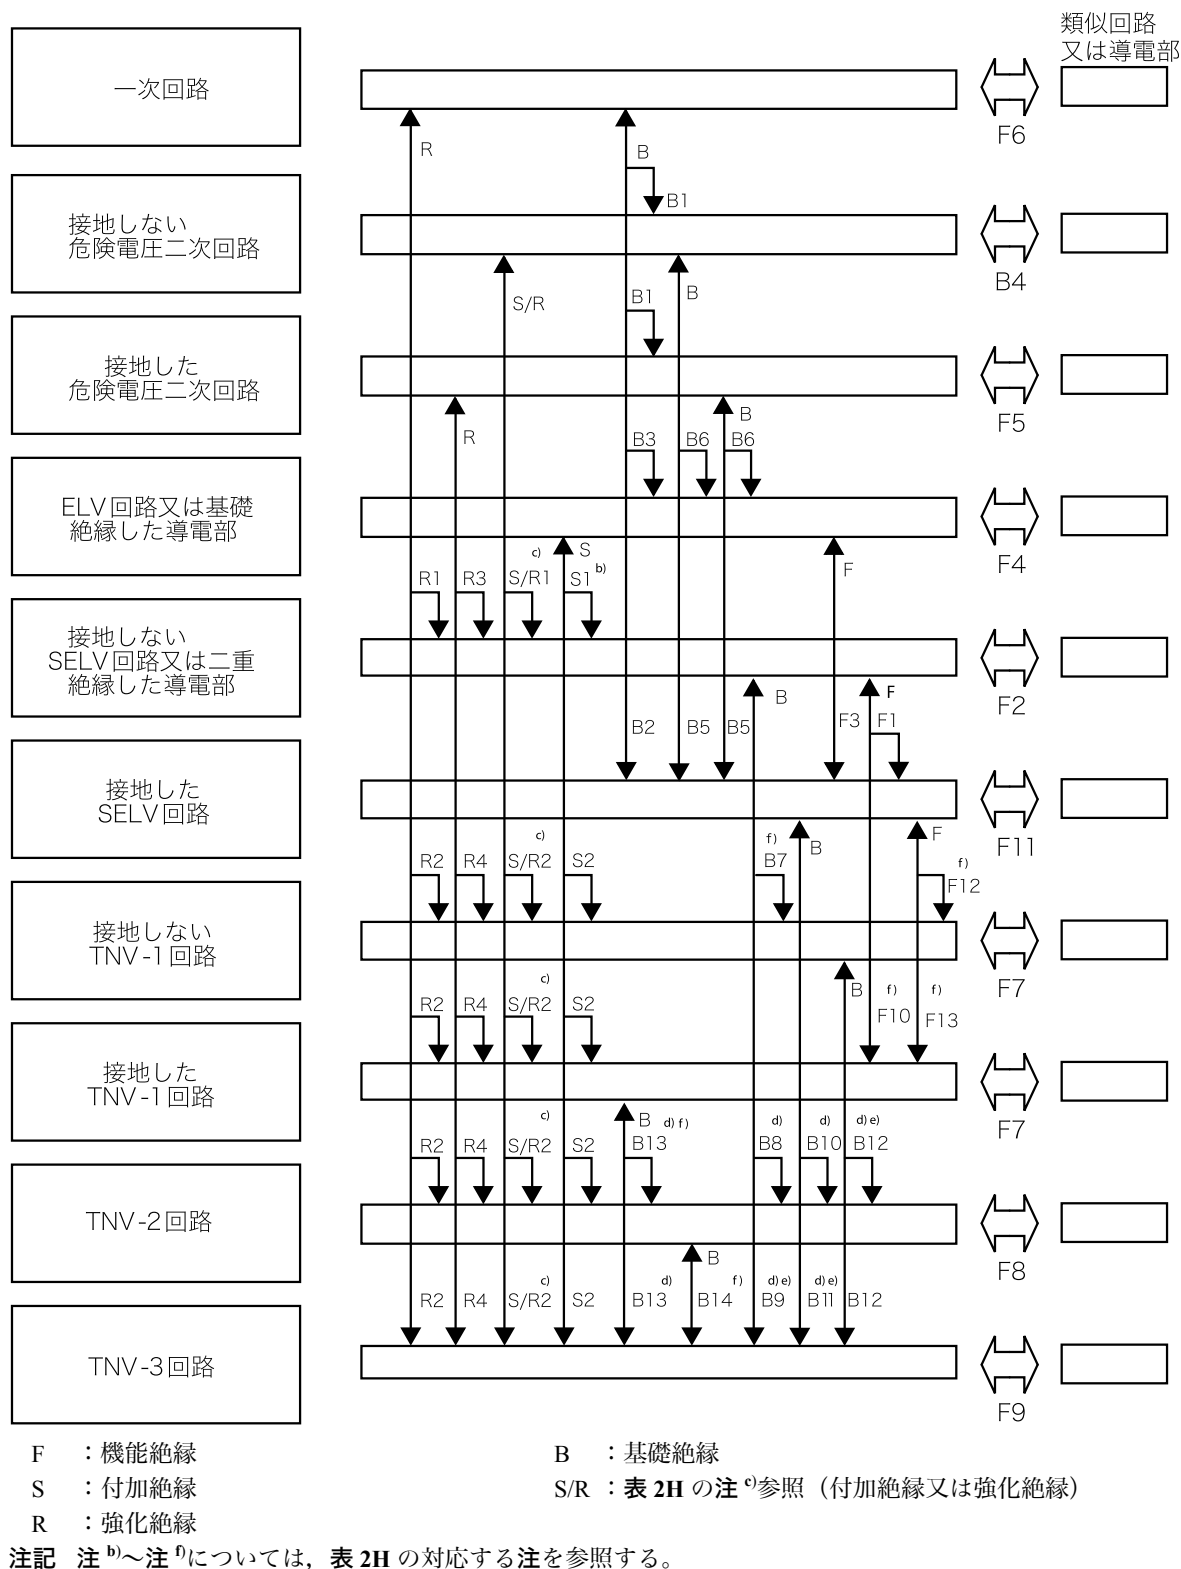 類似回路
又は導電部
一次回路
F6
R
B
B1
接地しない
危険電圧二次回路
B4
S/R
B1
B
接地した
危険電圧二次回路
F5
R
B
B3
B6
B6
ELV回路又は基礎
絶縁した導電部
F4
c)
S
b)
F
R1
R3
S/R1
S1
接地しない
SELV回路又は二重
絶縁した導電部
F2
B
F
B2
B5
B5
F3
F1
接地した
SELV回路
F11
c)
f)
B
F
f)
R2
R4
S/R2
S2
B7
F12
接地しない
TNV-1回路
F7
c)
B
f)
f)
R2
R4
S/R2
S2
F10
F13
接地した
TNV-1回路
F7
c)
B
d) f)
d)
d)
d) e)
R2
R4
S/R2
S2
B13
B8
B10
B12
TNV-2回路
F8
B
c)
d)
f)
d) e)
d) e)
R2
R4
S/R2
S2
B13
B14
B9
B11
B12
TNV-3回路
F9
F ：機能絶縁
B ：基礎絶縁
S ：付加絶縁
S/R ：表 2H の注 c)参照（付加絶縁又は強化絶縁）
R ：強化絶縁
注記 注 b)～注 f)については，表 2H の対応する注を参照する。